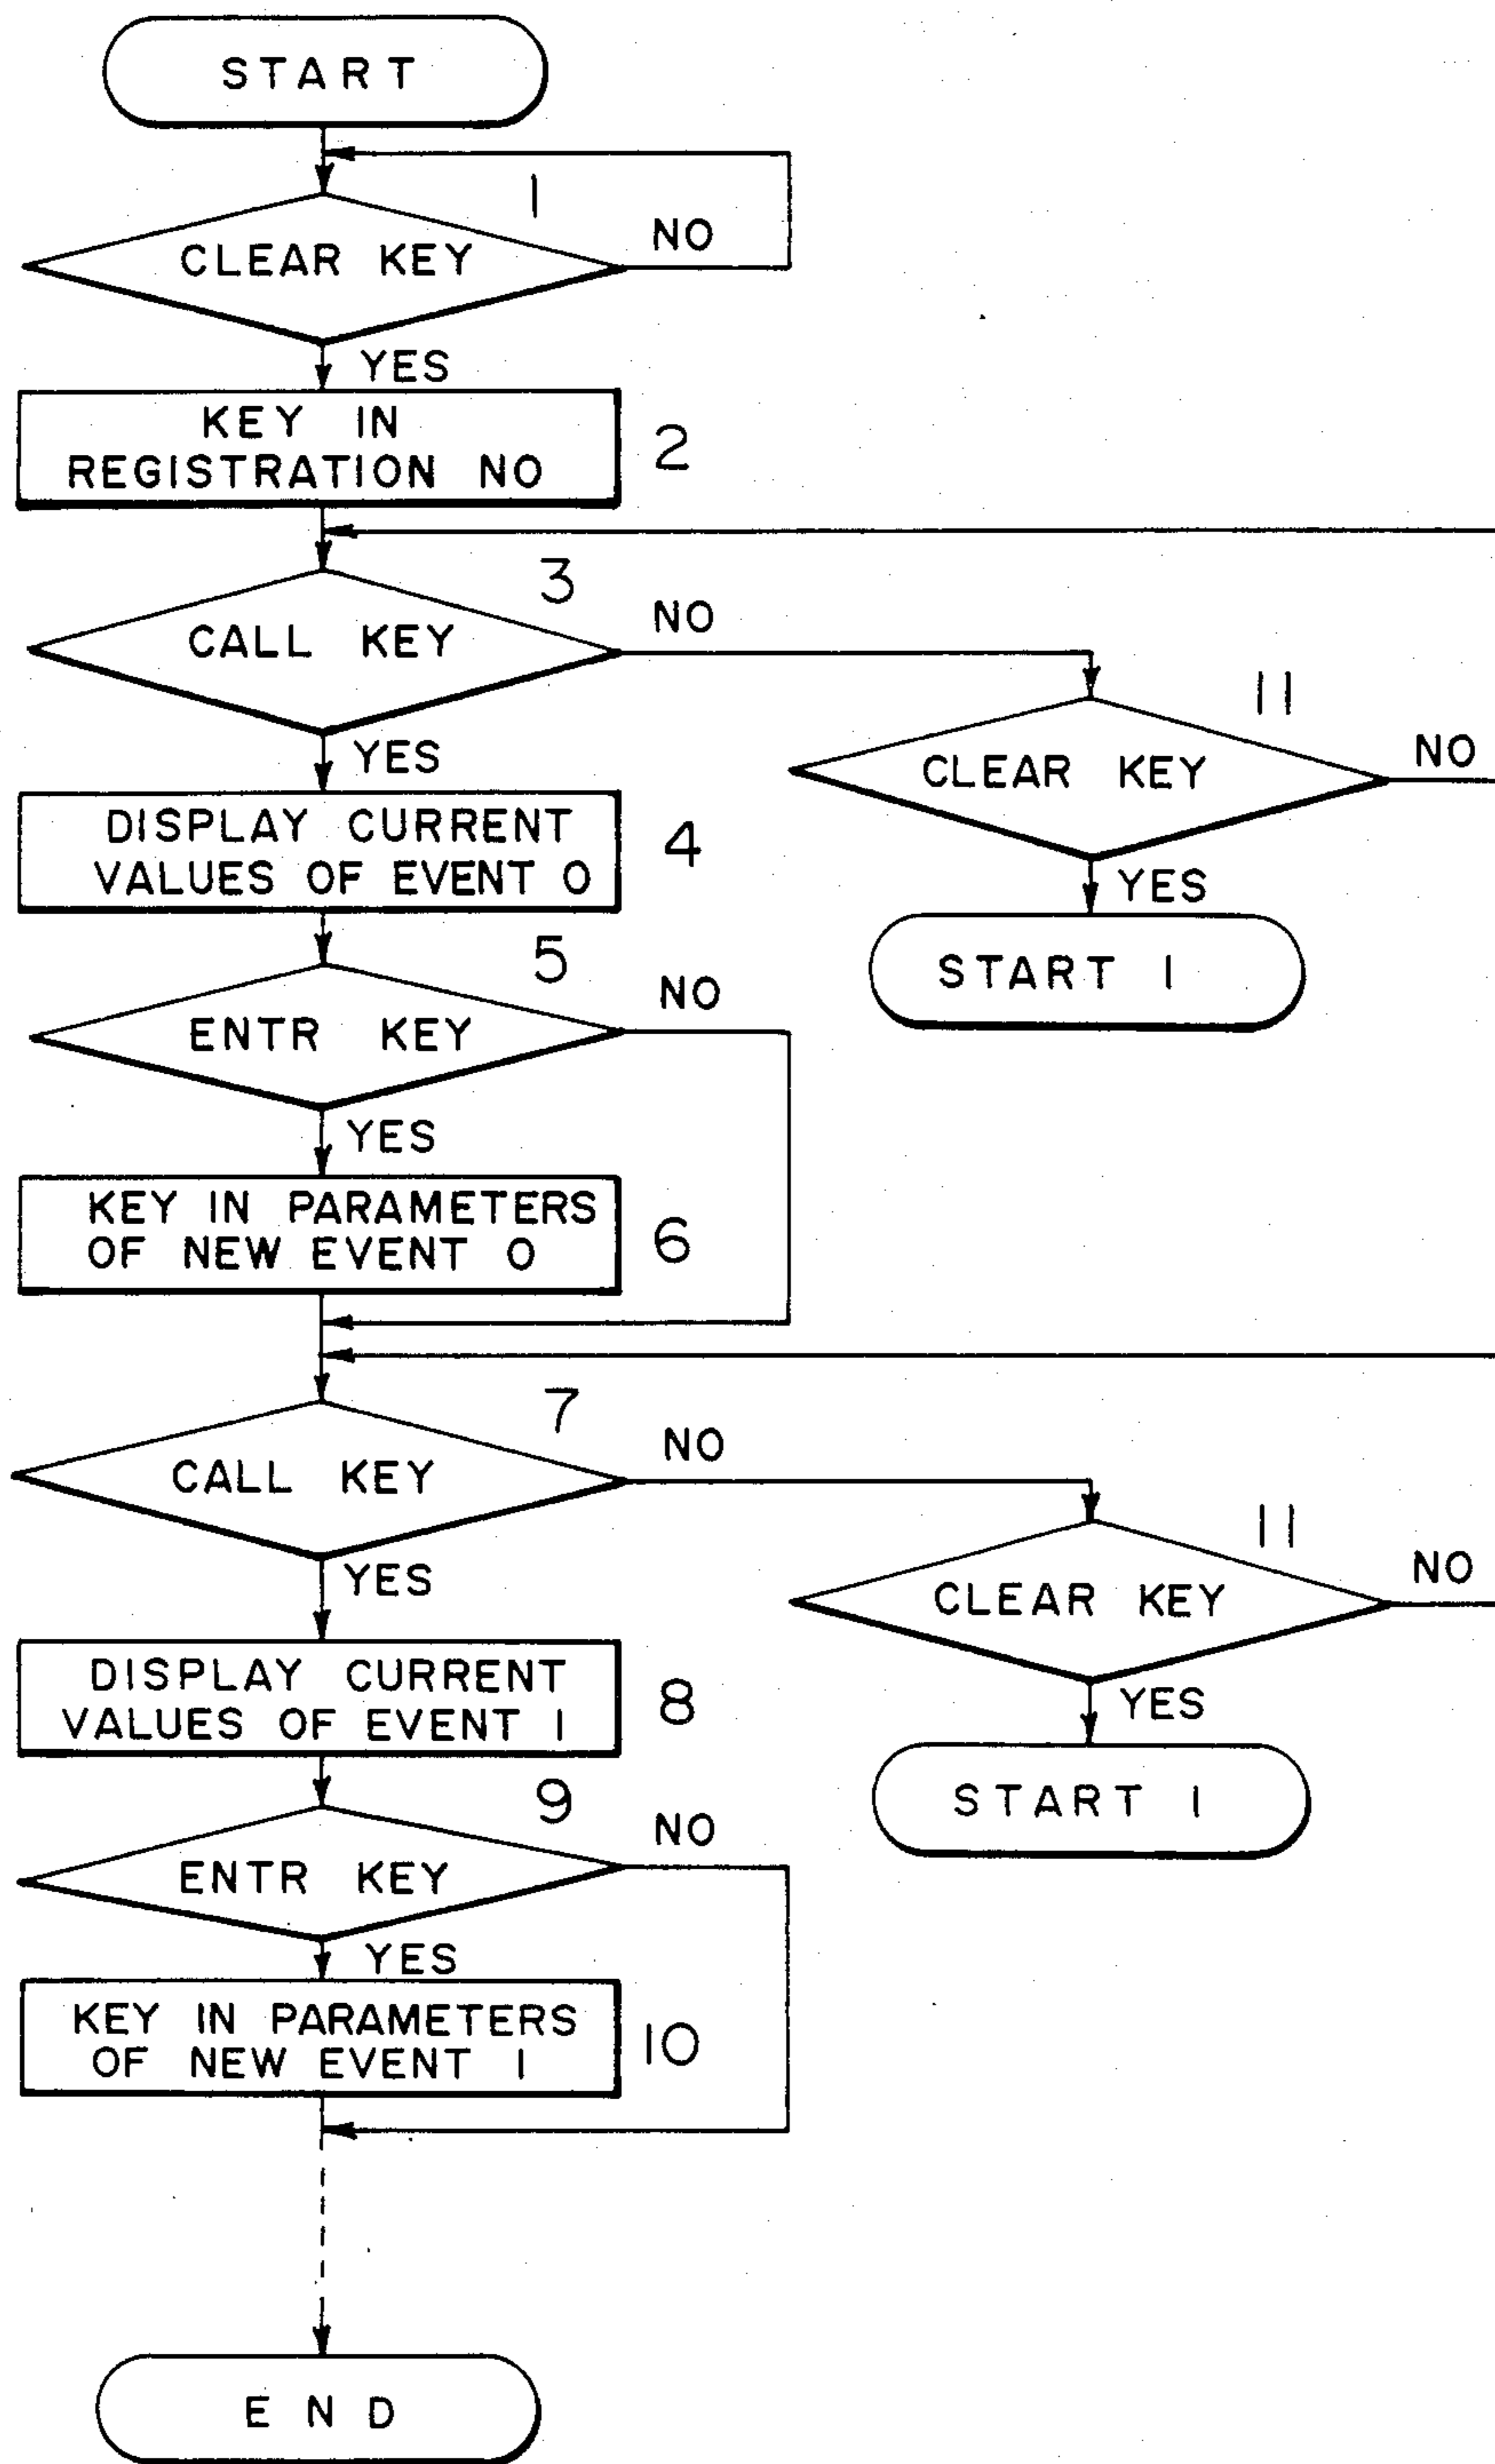 START
1
CLEAR KEY
NO
YES
KEY IN
REGISTRATION NO
2
3
CALL KEY
NO
11
CLEAR KEY
NO
YES
START 1
YES
DISPLAY CURRENT
VALUES OF EVENT 0
4
5
ENTR KEY
NO
YES
KEY IN PARAMETERS
OF NEW EVENT 0
6
7
CALL KEY
NO
11
CLEAR KEY
NO
YES
START 1
YES
DISPLAY CURRENT
VALUES OF EVENT 1
8
9
ENTR KEY
NO
YES
KEY IN PARAMETERS
OF NEW EVENT 1
10
END